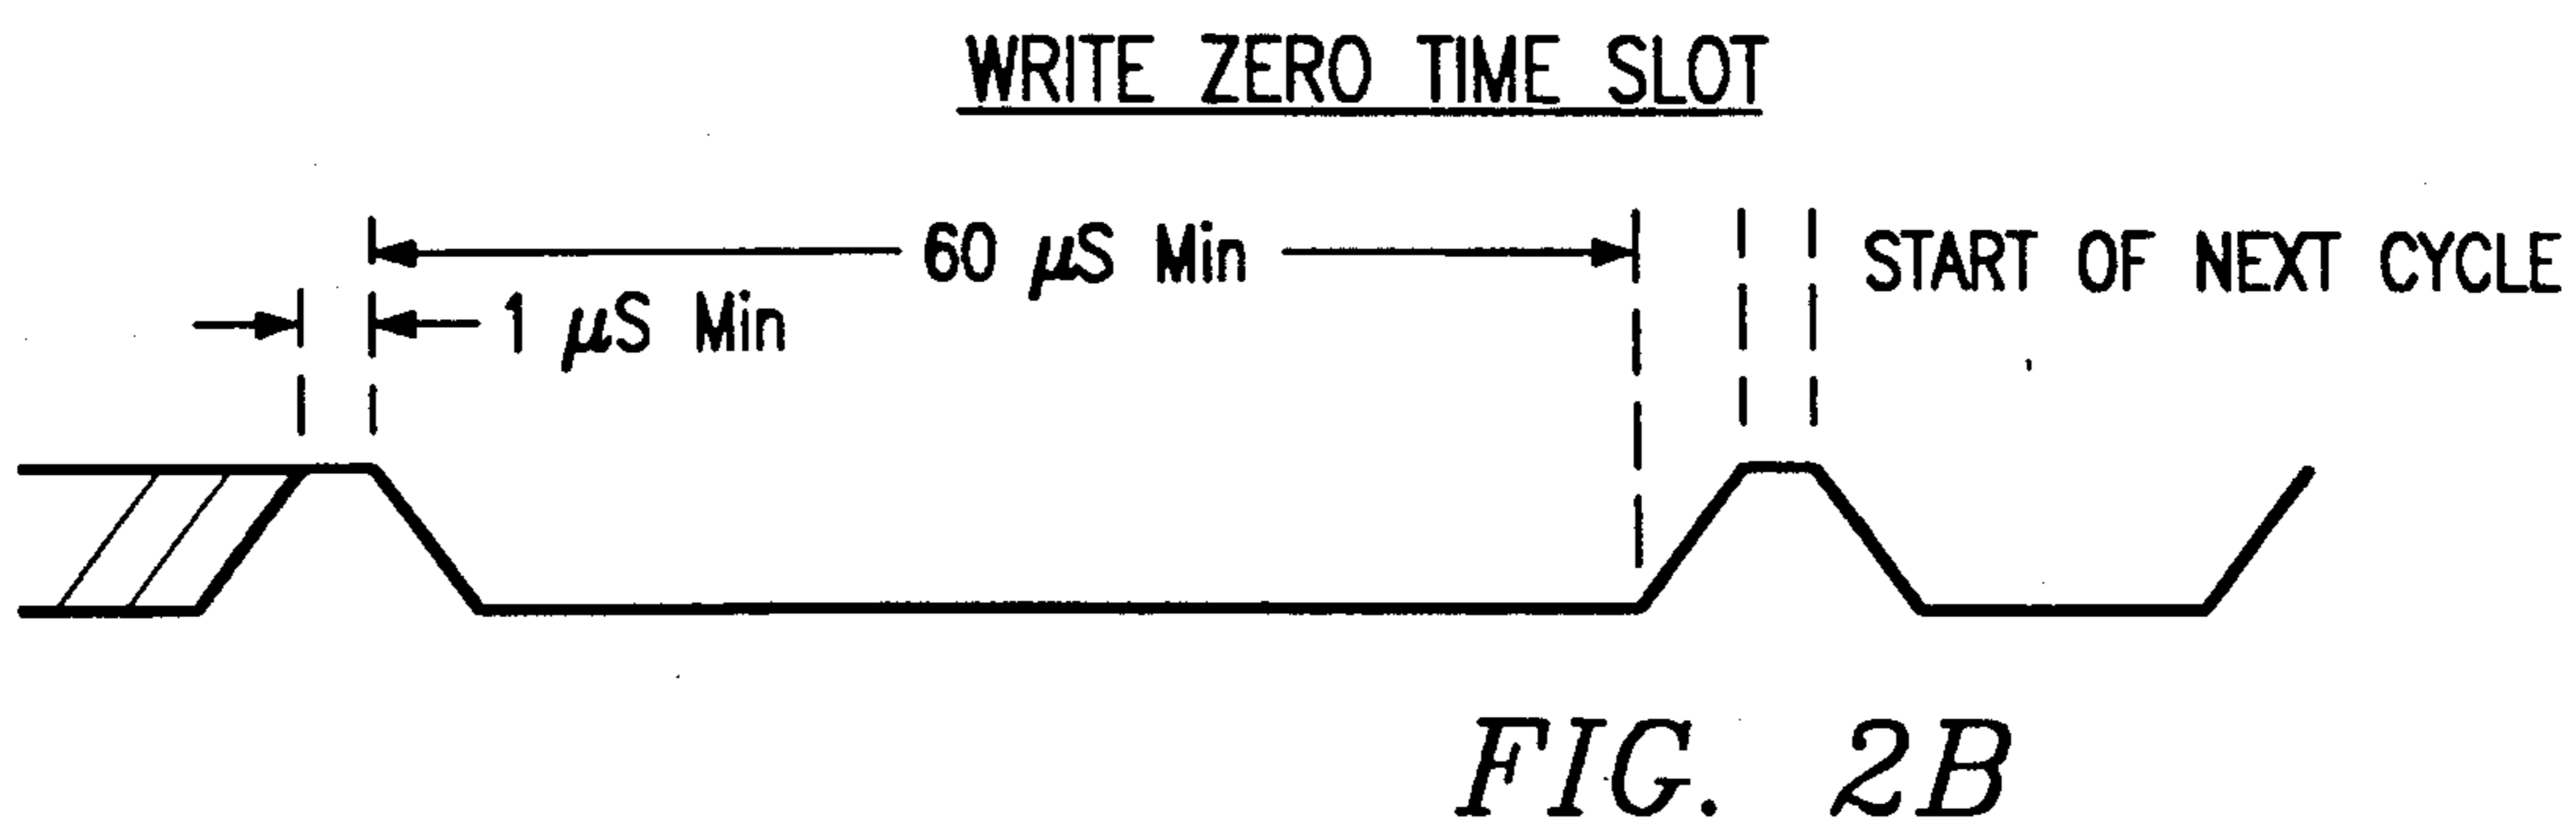 WRITE ZERO TIME SLOT
60 µS Min
START OF NEXT CYCLE
1 µS Min
FIG. 2B